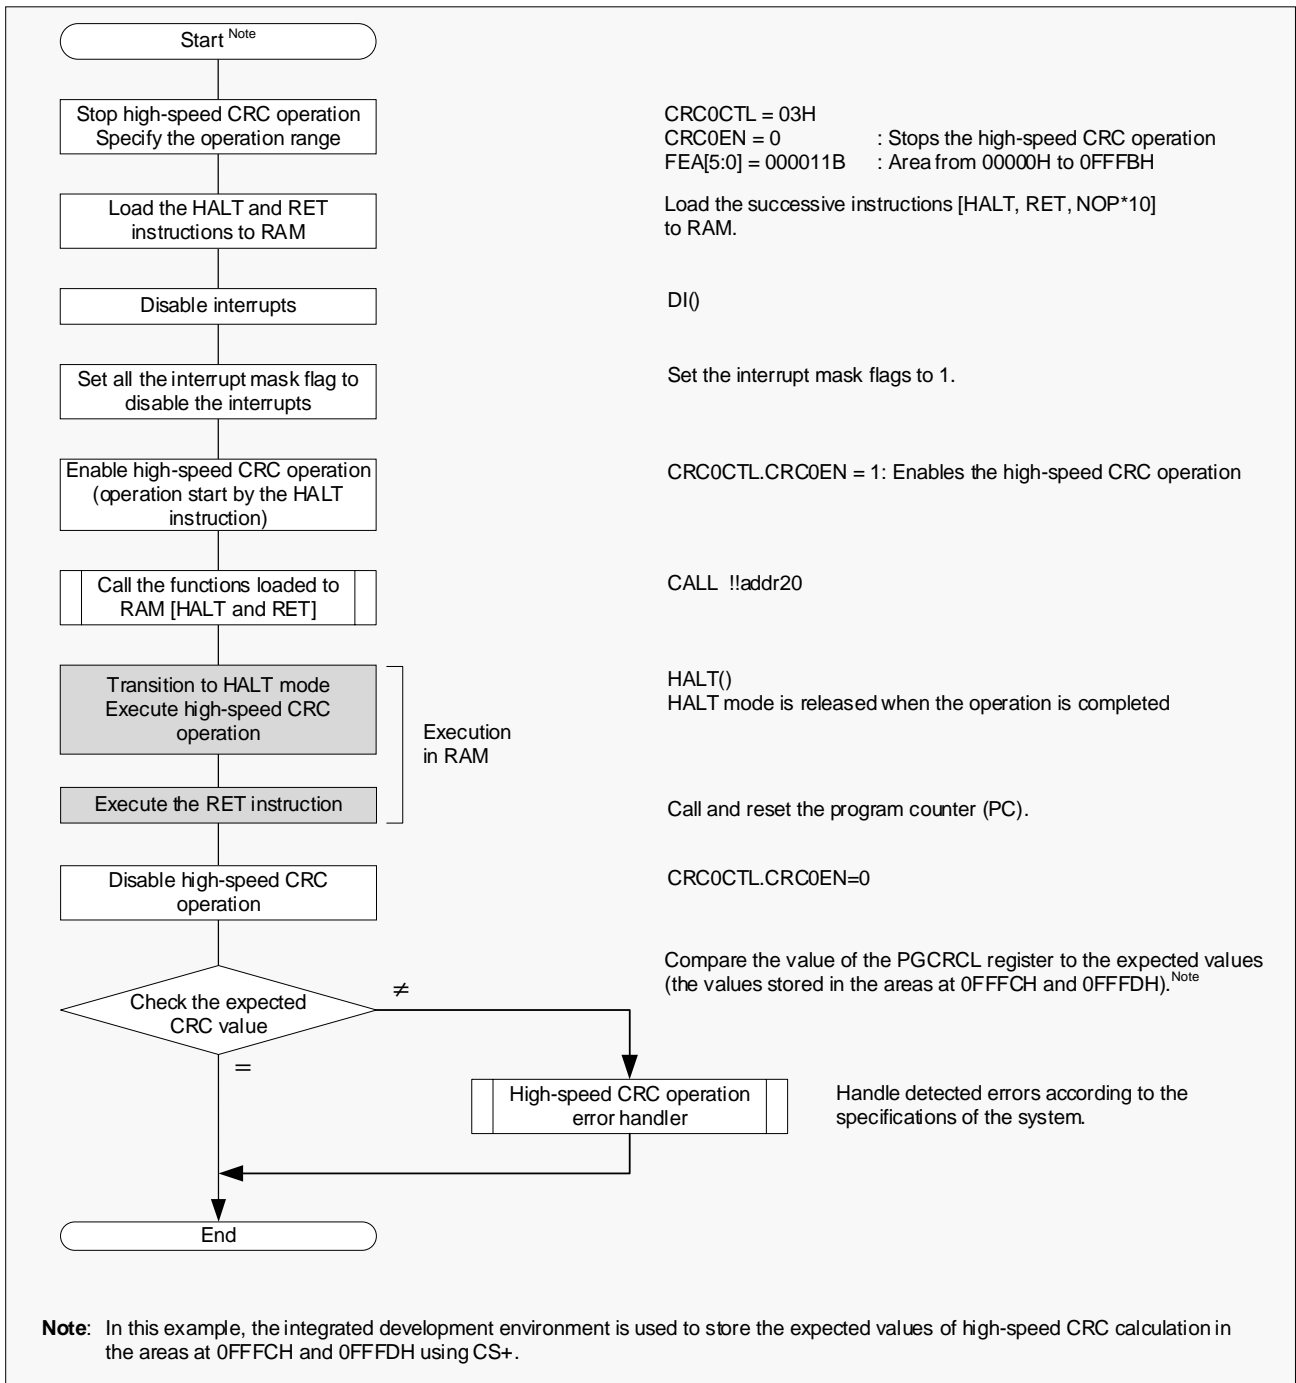 Start Note
Stop high-speed CRC operation
Specify the operation range
CRC0CTL = 03H
CRC0EN = 0 : Stops the high-speed CRC operation
FEA[5:0] = 000011B : Area from 00000H to 0FFFBH
Load the HALT and RET
instructions to RAM
Load the successive instructions [HALT, RET, NOP*10]
to RAM.
Disable interrupts
DI()
Set all the interrupt mask flag to
disable the interrupts
Set the interrupt mask flags to 1.
Enable high-speed CRC operation
(operation start by the HALT
instruction)
CRC0CTL.CRC0EN = 1: Enables the high-speed CRC operation
Call the functions loaded to
RAM [HALT and RET]
CALL !!addr20
Transition to HALT mode
Execute high-speed CRC
operation
Execution
in RAM
HALT()
HALT mode is released when the operation is completed
Execute the RET instruction
Call and reset the program counter (PC).
Disable high-speed CRC
operation
CRC0CTL.CRC0EN=0
Compare the value of the PGCRCL register to the expected values
(the values stored in the areas at 0FFFCH and 0FFFDH).Note
Check the expected
CRC value
≠
=
High-speed CRC operation
error handler
Handle detected errors according to the
specifications of the system.
End
Note: In this example, the integrated development environment is used to store the expected values of high-speed CRC calculation in
the areas at 0FFFCH and 0FFFDH using CS+.